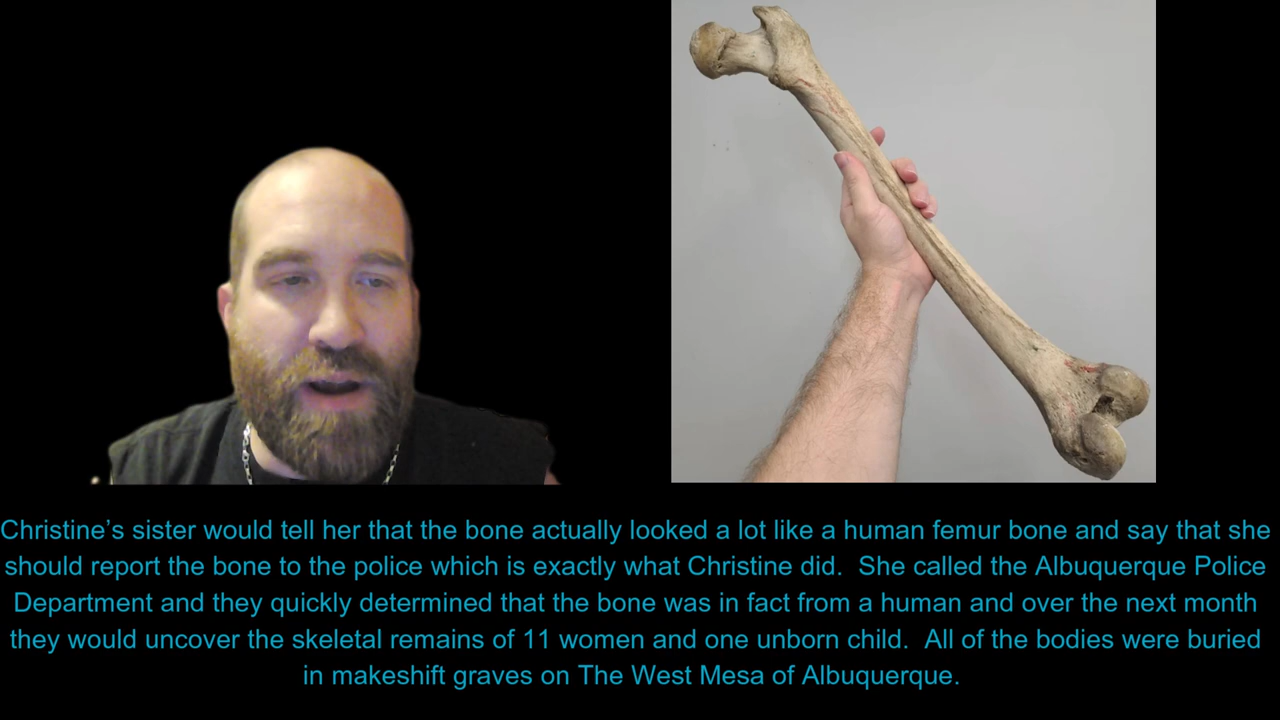 Christine’s sister would tell her that the bone actually looked a lot like a human femur bone and say that she
should report the bone to the police which is exactly what Christine did.  She called the Albuquerque Police
Department and they quickly determined that the bone was in fact from a human and over the next month
they would uncover the skeletal remains of 11 women and one unborn child.  All of the bodies were buried
in makeshift graves on The West Mesa of Albuquerque.